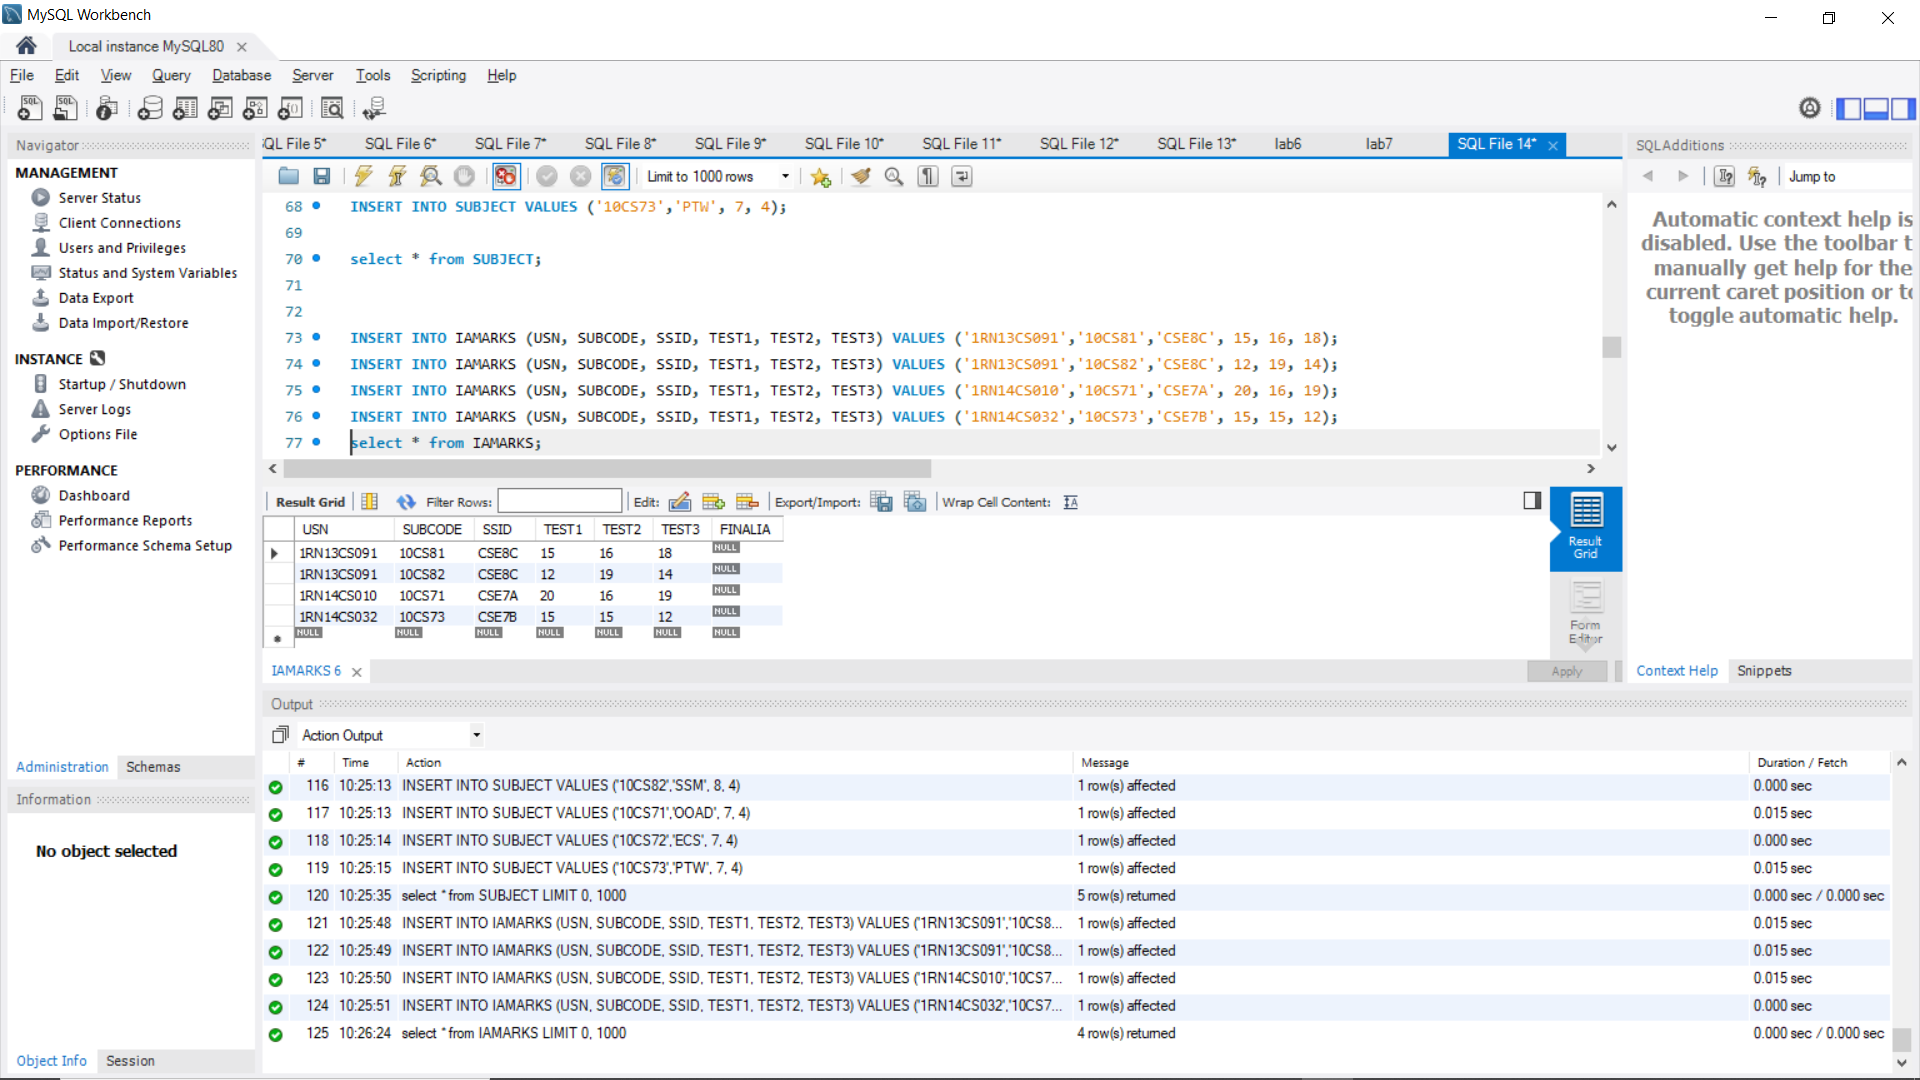 MySQL Workbench
Local instance MySQL80
File Edit View Query Database Server Tools Scripting Help
Navigator
MANAGEMENT
Server Status
Client Connections
Users and Privileges
Status and System Variables
Data Export
Data Import/Restore
INSTANCE
Startup / Shutdown
Server Logs
Options File
PERFORMANCE
Dashboard
Performance Reports
Performance Schema Setup
Administration Schemas
Information
No object selected
Object Info Session
QL File 5* SQL File 6* SQL File 7* SQL File 8* SQL File 9* SQL File 10* SQL File 11* SQL File 12* SQL File 13* lab6 lab7 SQL File 14*
Limit to 1000 rows
68 INSERT INTO SUBJECT VALUES ('10CS73','PTW', 7, 4);
69
70 select * from SUBJECT;
71
72
73 INSERT INTO IAMARKS (USN, SUBCODE, SSID, TEST1, TEST2, TEST3) VALUES ('1RN13CS091','10CS81','CSE8C', 15, 16, 18);
74 INSERT INTO IAMARKS (USN, SUBCODE, SSID, TEST1, TEST2, TEST3) VALUES ('1RN13CS091','10CS82','CSE8C', 12, 19, 14);
75 INSERT INTO IAMARKS (USN, SUBCODE, SSID, TEST1, TEST2, TEST3) VALUES ('1RN14CS010','10CS71','CSE7A', 20, 16, 19);
76 INSERT INTO IAMARKS (USN, SUBCODE, SSID, TEST1, TEST2, TEST3) VALUES ('1RN14CS032','10CS73','CSE7B', 15, 15, 12);
77 select * from IAMARKS;
Result Grid Filter Rows: Edit: Export/Import: Wrap Cell Content:
USN SUBCODE SSID TEST1 TEST2 TEST3 FINALIA
1RN13CS091 10CS81 CSE8C 15 16 18 NULL
1RN13CS091 10CS82 CSE8C 12 19 14 NULL
1RN14CS010 10CS71 CSE7A 20 16 19 NULL
1RN14CS032 10CS73 CSE7B 15 15 12 NULL
NULL NULL NULL NULL NULL NULL NULL
Result
Grid
Form
Editor
IAMARKS 6
Apply
SQLAdditions
Jump to
Automatic context help is
disabled. Use the toolbar t
manually get help for the
current caret position or to
toggle automatic help.
Context Help Snippets
Output
Action Output
# Time Action Message Duration / Fetch
116 10:25:13 INSERT INTO SUBJECT VALUES ('10CS82','SSM', 8, 4) 1 row(s) affected 0.000 sec
117 10:25:13 INSERT INTO SUBJECT VALUES ('10CS71','OOAD', 7, 4) 1 row(s) affected 0.015 sec
118 10:25:14 INSERT INTO SUBJECT VALUES ('10CS72','ECS', 7, 4) 1 row(s) affected 0.000 sec
119 10:25:15 INSERT INTO SUBJECT VALUES ('10CS73','PTW', 7, 4) 1 row(s) affected 0.015 sec
120 10:25:35 select * from SUBJECT LIMIT 0, 1000 5 row(s) returned 0.000 sec / 0.000 sec
121 10:25:48 INSERT INTO IAMARKS (USN, SUBCODE, SSID, TEST1, TEST2, TEST3) VALUES ('1RN13CS091','10CS8... 1 row(s) affected 0.015 sec
122 10:25:49 INSERT INTO IAMARKS (USN, SUBCODE, SSID, TEST1, TEST2, TEST3) VALUES ('1RN13CS091','10CS8... 1 row(s) affected 0.015 sec
123 10:25:50 INSERT INTO IAMARKS (USN, SUBCODE, SSID, TEST1, TEST2, TEST3) VALUES ('1RN14CS010','10CS7... 1 row(s) affected 0.015 sec
124 10:25:51 INSERT INTO IAMARKS (USN, SUBCODE, SSID, TEST1, TEST2, TEST3) VALUES ('1RN14CS032','10CS7... 1 row(s) affected 0.000 sec
125 10:26:24 select * from IAMARKS LIMIT 0, 1000 4 row(s) returned 0.000 sec / 0.000 sec